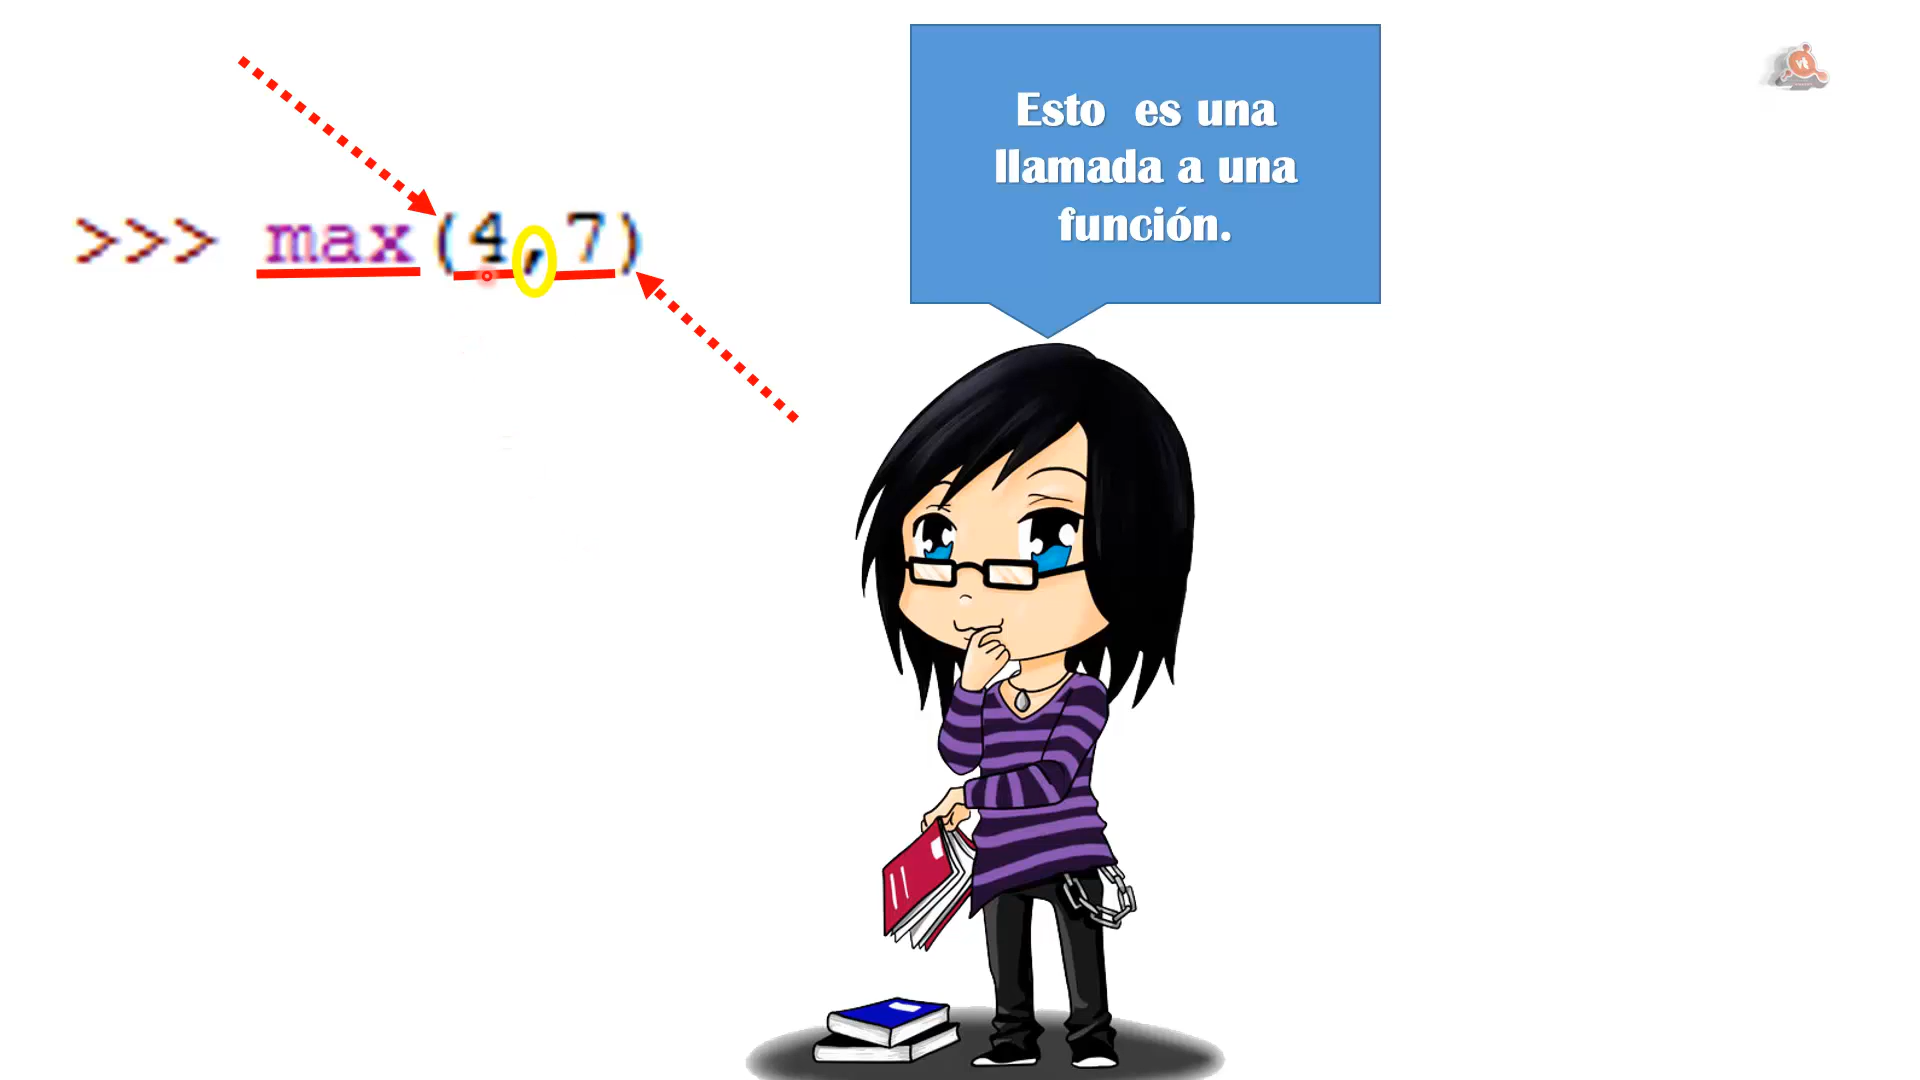 >>> max(4,7)
Esto es una
llamada a una
función.